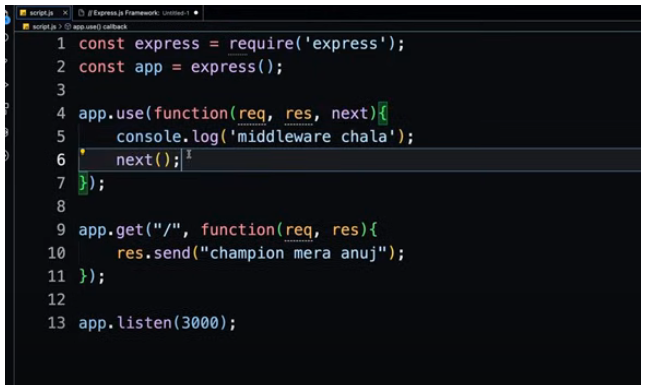 script.js × // Express.js Framework: Untitled-1 ●
script.js > app.use() callback
1 const express = require('express');
2 const app = express();
3
4 app.use(function(req, res, next){
5     console.log('middleware chala');
6     next();
7 });
8
9 app.get("/", function(req, res){
10     res.send("champion mera anuj");
11 });
12
13 app.listen(3000);